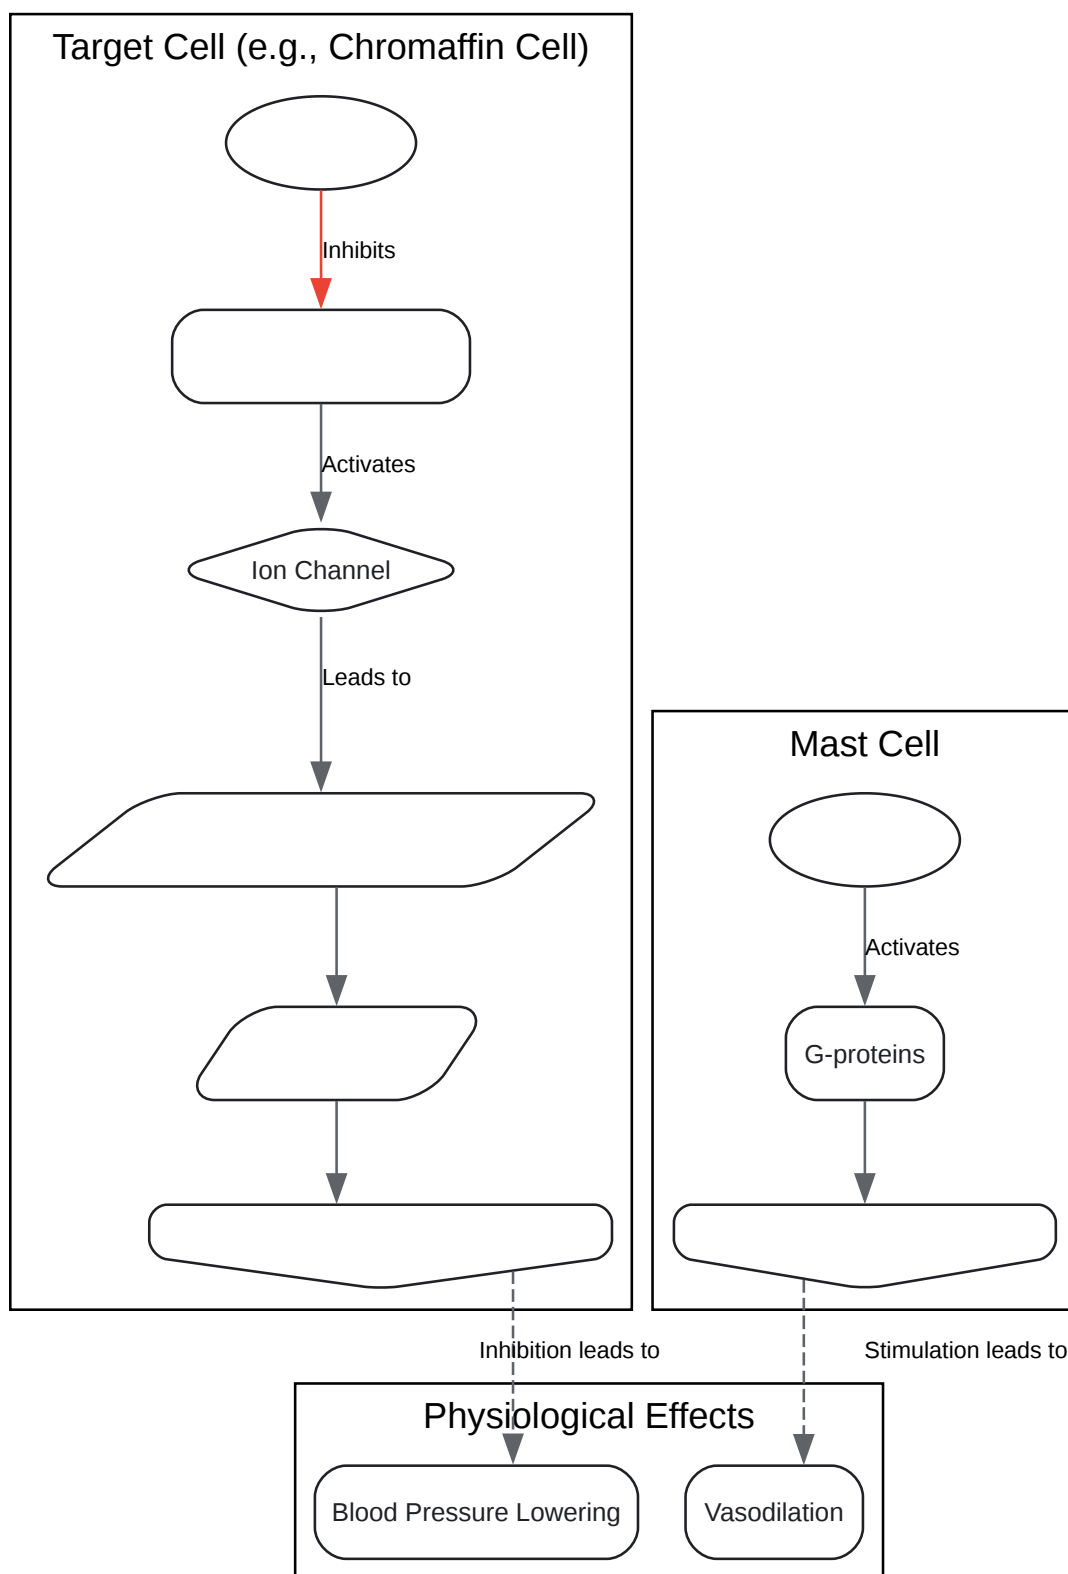 Target Cell (e.g., Chromaffin Cell)
Inhibits
Activates
Ion Channel
Leads to
Mast Cell
Activates
G-proteins
Inhibition leads to
Stimulation leads to
Physiological Effects
Blood Pressure Lowering
Vasodilation